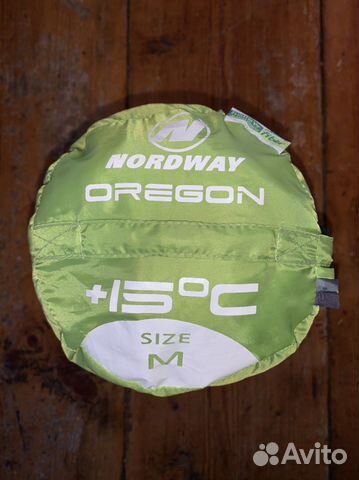 N
NORDWAY
OREGON
+15°C
SIZE
M
Avito